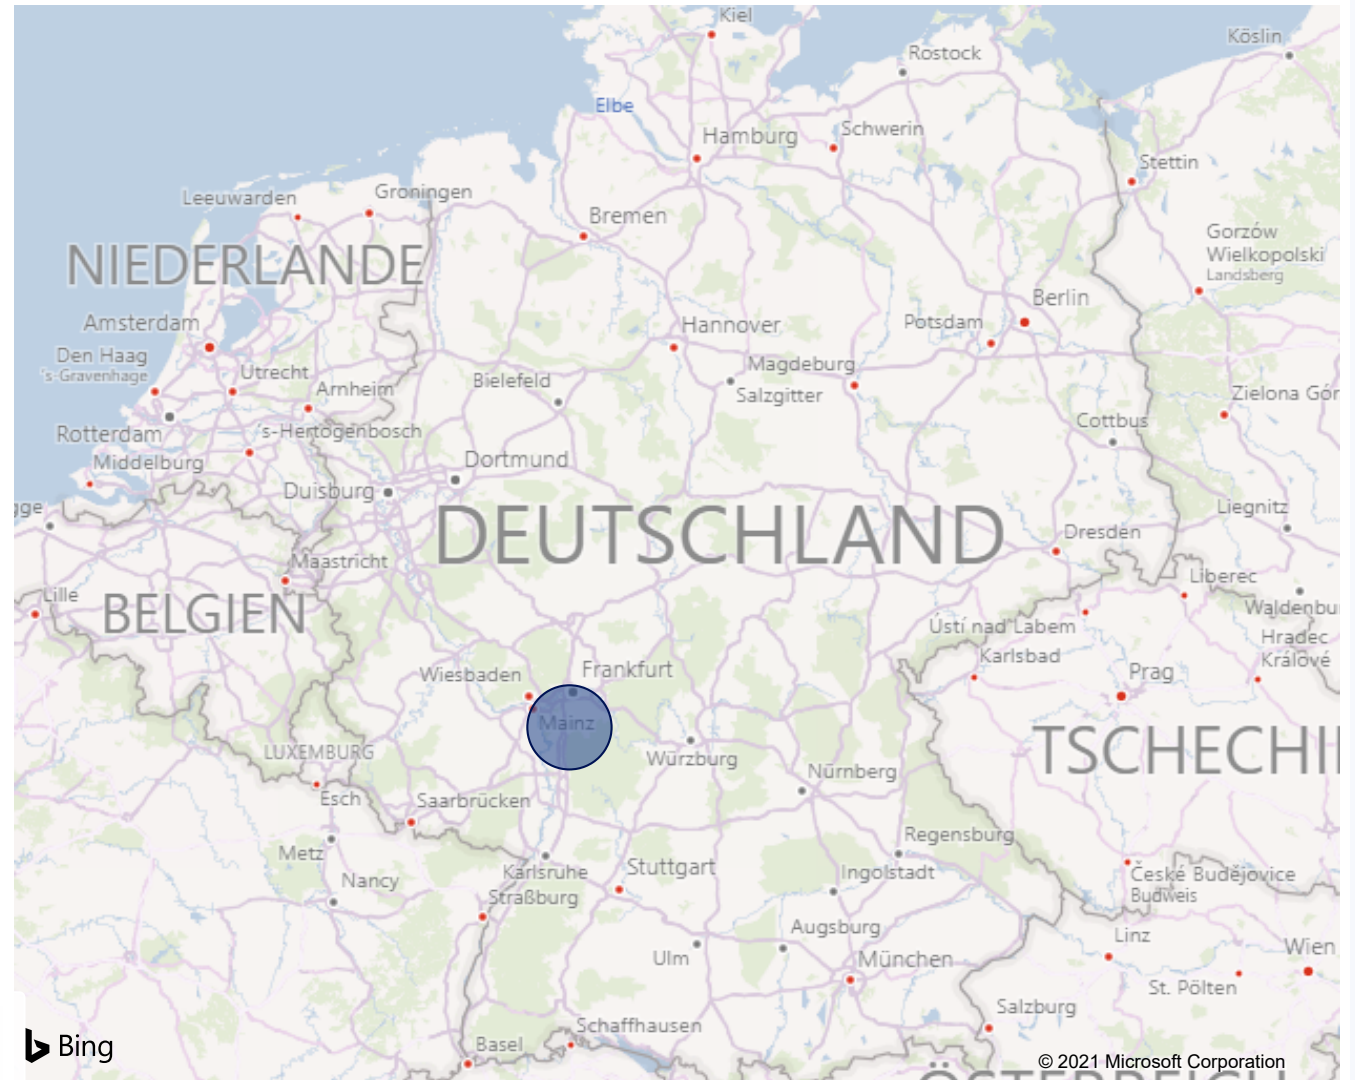 Kiel
Köslin
Rostock
Elbe
Schwerin
Hamburg
Stettin
Groningen
Leeuwarden
Bremen
Gorzów
Wielkopolski
Landsberg
NIEDERLANDE
Berlin
Amsterdam
Hannover
Potsdam
Den Haag
's-Gravenhage
Utrecht
Magdeburg
Bielefeld
Arnheim
Salzgitter
Zielona Gór
Cottbus
Rotterdam
's-Hertogenbosch
Middelburg
Dortmund
Duisburg
gge
Liegnitz
DEUTSCHLAND
Dresden
Maastricht
Liberec
Lille
BELGIEN
Waldenbu
Ústí nad Labem
Hradec
Králové
Karlsbad
Wiesbaden
Frankfurt
Prag
Mainz
TSCHECHI
LUXEMBURG
Würzburg
Nürnberg
Esch
Saarbrücken
Regensburg
Metz
Karlsruhe
Stuttgart
Ingolstadt
České Budějovice
Budweis
Nancy
Straßburg
Augsburg
Linz
Wien
Ulm
München
St. Pölten
Salzburg
Schaffhausen
Basel
Bing
© 2021 Microsoft Corporation
ÖSTERREICH